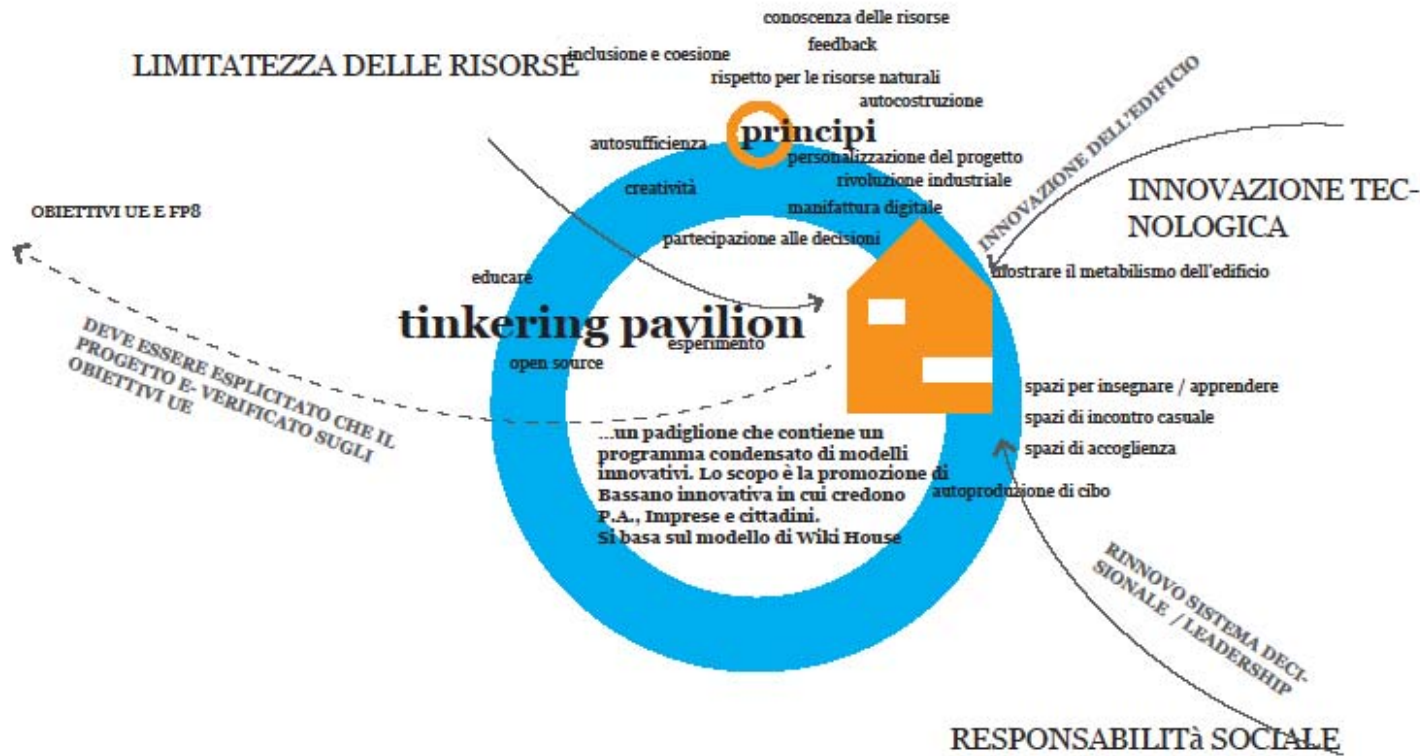 conoscenza delle risorse
feedback
inclusione e coesione
LIMITATEZZA DELLE RISORSE
rispetto per le risorse naturali
autocostruzione
principi
autosufficienza
personalizzazione del progetto
rivoluzione industriale
creatività
manifattura digitale
INNOVAZIONE DELL'EDIFICIO
INNOVAZIONE TEC-
NOLOGICA
OBIETTIVI UE E FP8
partecipazione alle decisioni
mostrare il metabilismo dell'edificio
educare
tinkering pavilion
esperimento
open source
DEVE ESSERE ESPLICITATO CHE IL
PROGETTO E- VERIFICATO SUGLI
OBIETTIVI UE
spazi per insegnare / apprendere
spazi di incontro casuale
spazi di accoglienza
...un padiglione che contiene un
programma condensato di modelli
innovativi. Lo scopo è la promozione di
Bassano innovativa in cui credono
P.A., Imprese e cittadini.
Si basa sul modello di Wiki House
autoproduzione di cibo
RINNOVO SISTEMA DECI-
SIONALE / LEADERSHIP
RESPONSABILITà SOCIALE